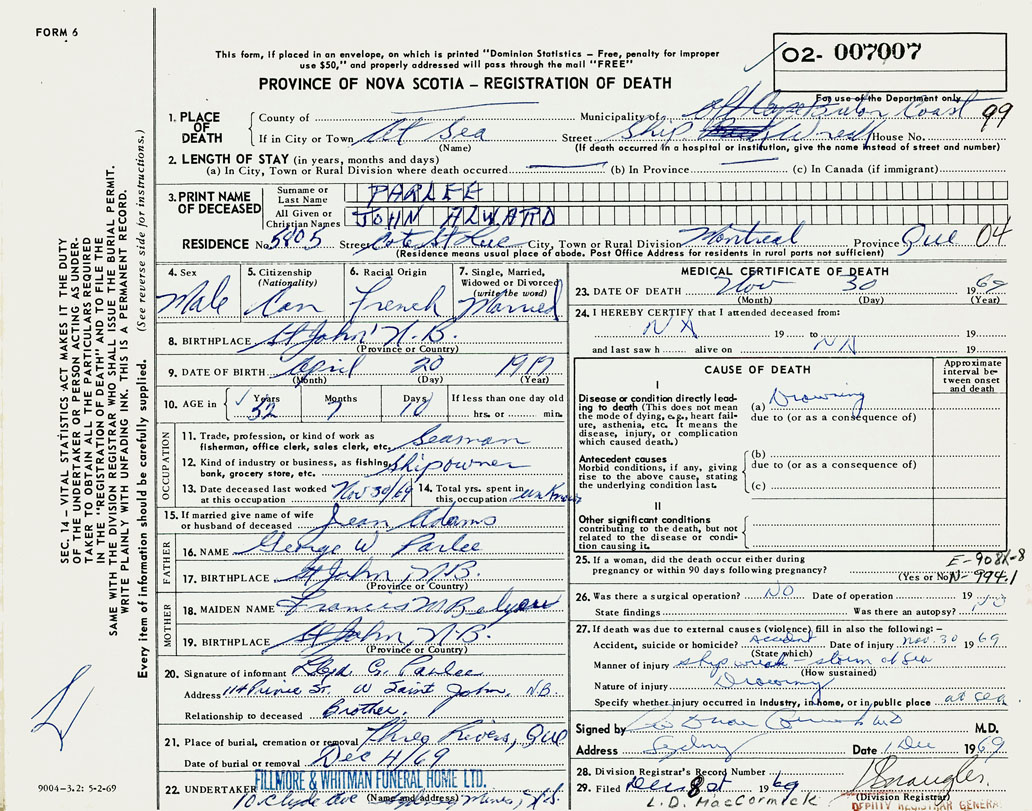 FORM 6
This form, if placed in an envelope, on which is printed "Dominion Statistics – Free, penalty for improper
use $50," and properly addressed will pass through the mail "FREE"
PROVINCE OF NOVA SCOTIA – REGISTRATION OF DEATH
O2- 007007
For use of the Department only
1. PLACE OF DEATH
County of
Municipality of Off Cape Breton Coast 99
If in City or Town At Sea Street Ship Wreck House No.
(Name) (If death occurred in a hospital or institution, give the name instead of street and number)
2. LENGTH OF STAY (in years, months and days)
(a) In City, Town or Rural Division where death occurred (b) In Province (c) In Canada (if immigrant)
3. PRINT NAME OF DECEASED
Surname or Last Name PARLEE
All Given or Christian Names JOHN ALWARD
RESIDENCE No. 5805 Street Cote St Luc City, Town or Rural Division Montreal Province Que 04
(Residence means usual place of abode. Post Office Address for residents in rural parts not sufficient)
4. Sex Male
5. Citizenship (Nationality) Can
6. Racial Origin French
7. Single, Married, Widowed or Divorced (write the word) Married
8. BIRTHPLACE St John N.B.
(Province or Country)
9. DATE OF BIRTH April 20 1917
(Month) (Day) (Year)
10. AGE in Years 52 Months 7 Days 10 If less than one day old
hrs. or min.
OCCUPATION
11. Trade, profession, or kind of work as
fisherman, office clerk, sales clerk, etc. Seaman
12. Kind of industry or business, as fishing,
bank, grocery store, etc. Shipowner
13. Date deceased last worked
at this occupation Nov 30/69
14. Total yrs. spent in
this occupation unknown
15. If married give name of wife
or husband of deceased Jean Adams
FATHER
16. NAME George W Parlee
17. BIRTHPLACE St John N.B.
(Province or Country)
MOTHER
18. MAIDEN NAME Francis M
19. BIRTHPLACE St John, N.B.
(Province or Country)
20. Signature of informant Lloyd G. Parlee
Address 114 Prince St. W Saint John, N.B.
Relationship to deceased Brother.
21. Place of burial, cremation or removal Three Rivers, Que
Date of burial or removal Dec 4/69
22. UNDERTAKER FILLMORE & WHITMAN FUNERAL HOME LTD.
10 Clyde Ave Mines, N.S.
(Name and Address)
MEDICAL CERTIFICATE OF DEATH
23. DATE OF DEATH Nov 30 1969
(Month) (Day) (Year)
24. I HEREBY CERTIFY that I attended deceased from:
NA 19 to 19
and last saw h alive on NA 19
CAUSE OF DEATH
Approximate interval between onset and death
I
Disease or condition directly leading to death (This does not mean the mode of dying, e.g., heart failure, asthenia, etc. It means the disease, injury, or complication which caused death.)
(a) Drowning
due to (or as a consequence of)
Antecedent causes
Morbid conditions, if any, giving rise to the above cause, stating the underlying condition last.
(b)
due to (or as a consequence of)
(c)
II
Other significant conditions
contributing to the death, but not related to the disease or condition causing it.
25. If a woman, did the death occur either during
pregnancy or within 90 days following pregnancy?
(Yes or No) N-994.1
26. Was there a surgical operation? NO Date of operation 19
State findings Was there an autopsy? NO
27. If death was due to external causes (violence) fill in also the following:–
Accident, suicide or homicide? Accident Date of injury Nov. 30 1969
(State which)
Manner of injury ship wreck – storm at sea
(How sustained)
Nature of injury Drowning
Specify whether injury occurred in Industry, in home, or in public place at sea
Signed by M.D.
Address Sydney Date 1 Dec 1969
28. Division Registrar's Record Number
29. Filed Dec 8 1969
(Division Registrar)
L.D. MacCormick DEPUTY REGISTRAR GENERAL
SEC. 14 – VITAL STATISTICS ACT MAKES IT THE DUTY
OF THE UNDERTAKER OR PERSON ACTING AS UNDER-
TAKER TO OBTAIN ALL THE PARTICULARS REQUIRED
IN THE "REGISTRATION OF DEATH" AND TO FILE THE
SAME WITH THE DIVISION REGISTRAR WHO SHALL ISSUE THE BURIAL PERMIT.
WRITE PLAINLY WITH UNFADING INK. THIS IS A PERMANENT RECORD.
Every item of information should be carefully supplied. (See reverse side for instructions.)
9004-3.2: 5-2-69